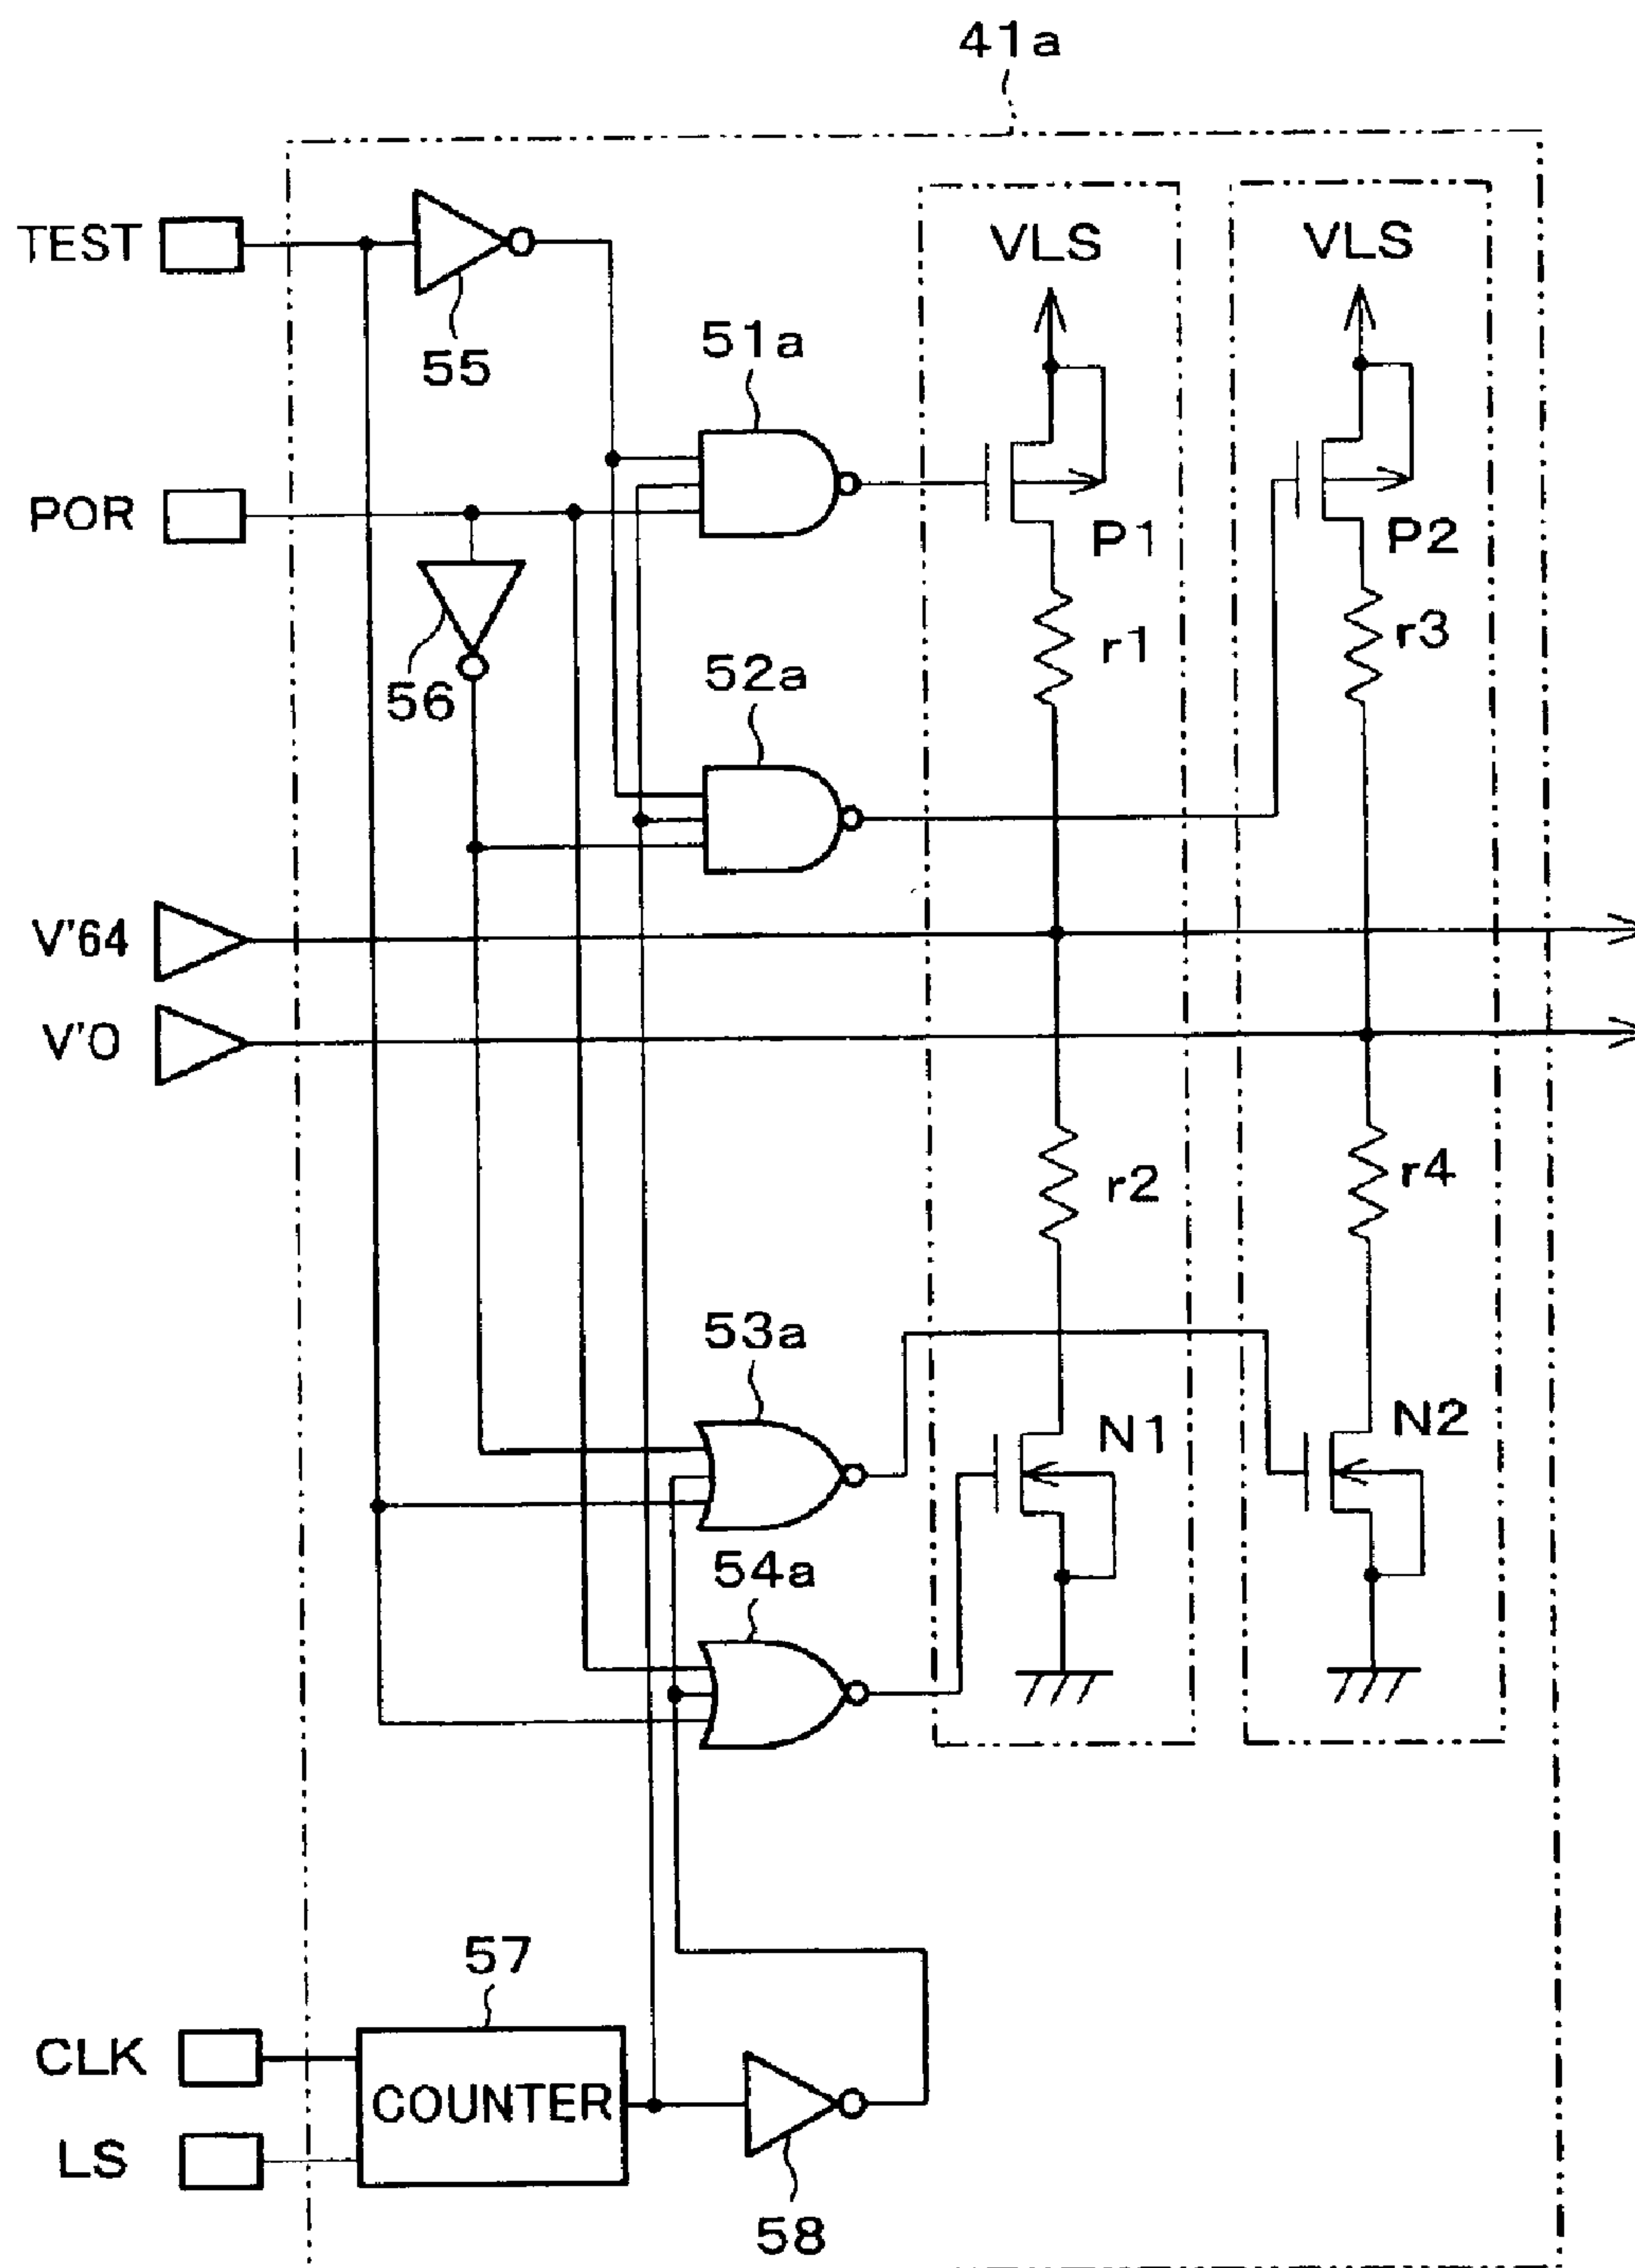 41a
TEST
VLS
VLS
55
51a
POR
P1
P2
r1
r3
56
52a
V'64
V'0
r2
r4
53a
N1
N2
54a
57
CLK
COUNTER
LS
58